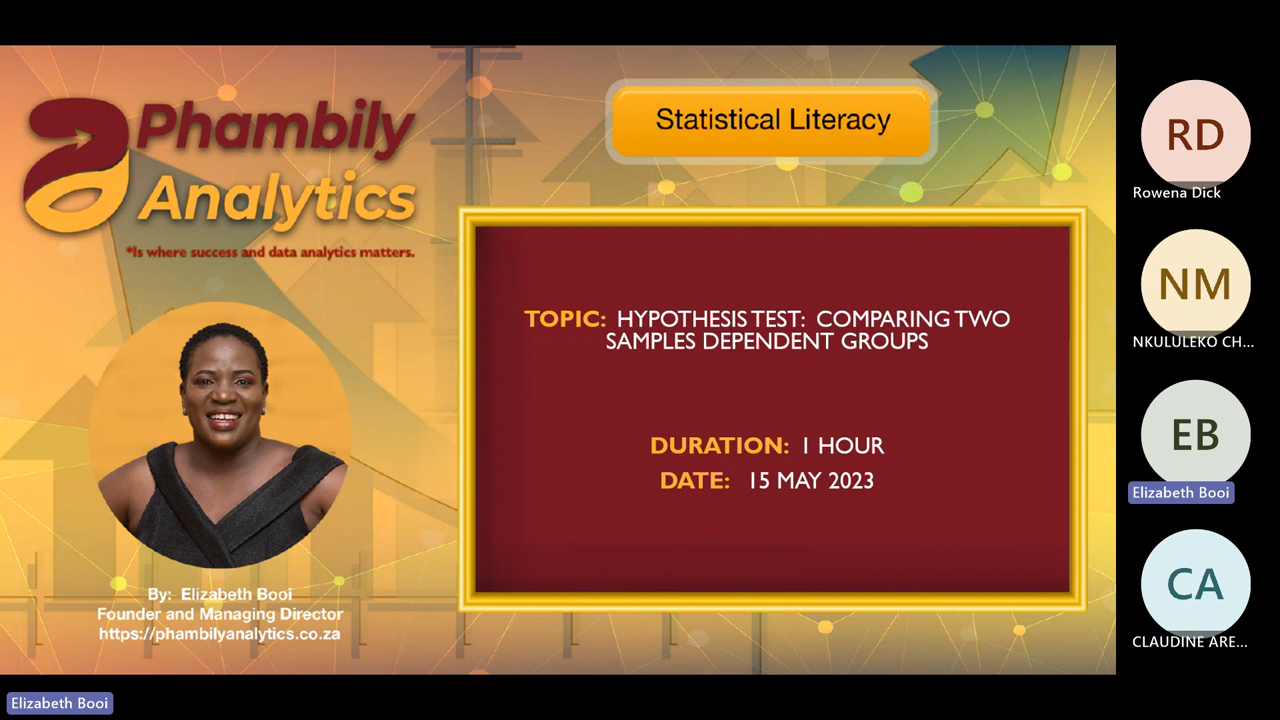 Phambily
Analytics
*Is where success and data analytics matters.
Statistical Literacy
TOPIC: HYPOTHESIS TEST: COMPARING TWO
SAMPLES DEPENDENT GROUPS
DURATION: 1 HOUR
DATE: 15 MAY 2023
By: Elizabeth Booi
Founder and Managing Director
https://phambilyanalytics.co.za
Elizabeth Booi
RD
Rowena Dick
NM
NKULULEKO CH...
EB
Elizabeth Booi
CA
CLAUDINE ARE...